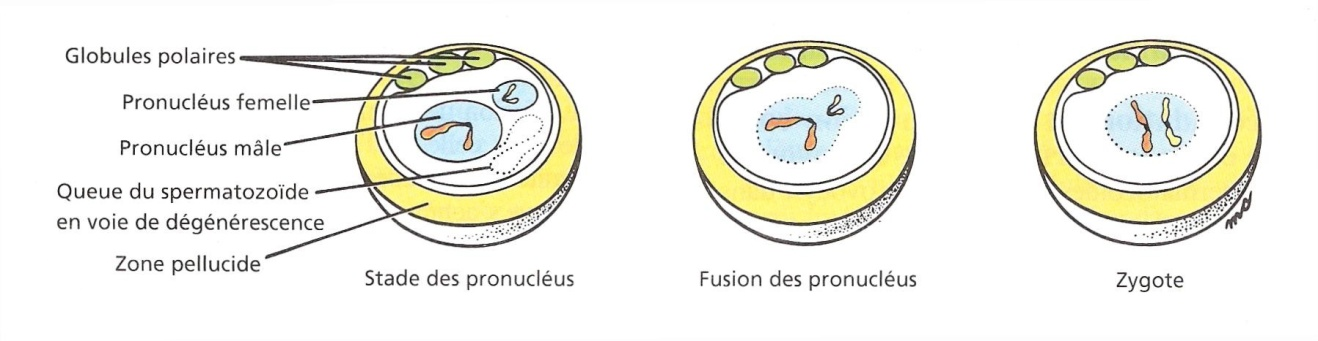 Globules polaires
Pronucléus femelle
Pronucléus mâle
Queue du spermatozoïde
en voie de dégénérescence
Zone pellucide
Stade des pronucléus
Fusion des pronucléus
Zygote